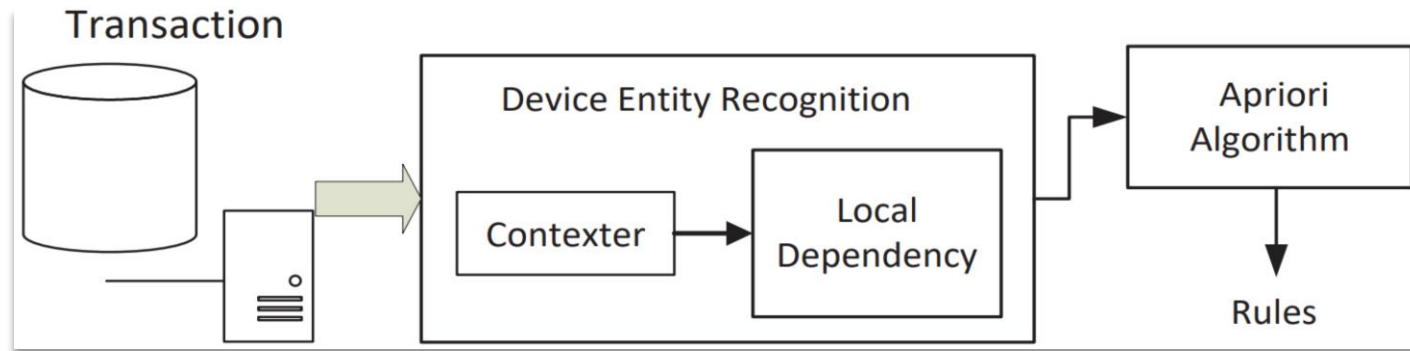 Transaction
Device Entity Recognition
Contexter
Local
Dependency
Apriori
Algorithm
Rules